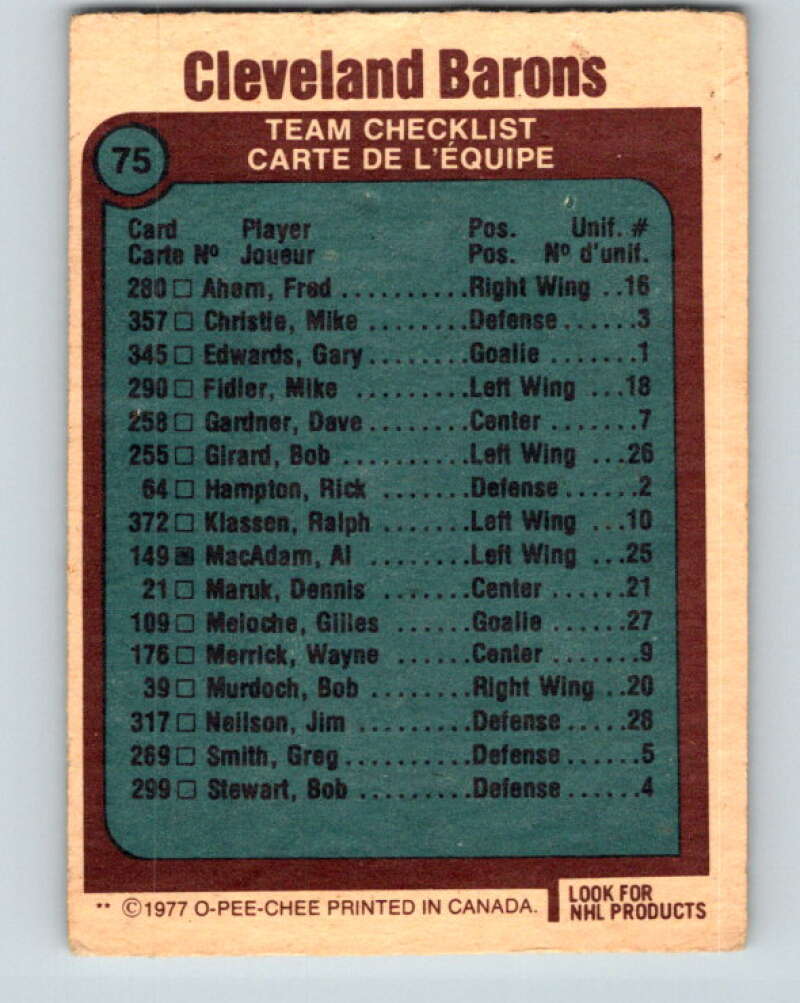 Cleveland Barons
75
TEAM CHECKLIST
CARTE DE L'ÉQUIPE
Card Player Pos. Unif. #
Carte Nº Joueur Pos. Nº d'unif.
280 □ Ahern, Fred ..........Right Wing ..16
357 □ Christie, Mike ........Defense......3
345 □ Edwards, Gary........Goalie .......1
290 □ Fidler, Mike .........Left Wing ...18
258 □ Gardner, Dave........Center .......7
255 □ Girard, Bob ..........Left Wing ...26
64 □ Hampton, Rick .......Defense......2
372 □ Klassen, Ralph .......Left Wing ...10
149 ■ MacAdam, Al ........Left Wing ...25
21 □ Maruk, Dennis .......Center ......21
109 □ Meloche, Gilles ......Goalie ......27
176 □ Merrick, Wayne ......Center .......9
39 □ Murdoch, Bob ........Right Wing ..20
317 □ Neilson, Jim .........Defense.....28
269 □ Smith, Greg..........Defense......5
299 □ Stewart, Bob .........Defense......4
** ©1977 O-PEE-CHEE PRINTED IN CANADA.
LOOK FOR
NHL PRODUCTS